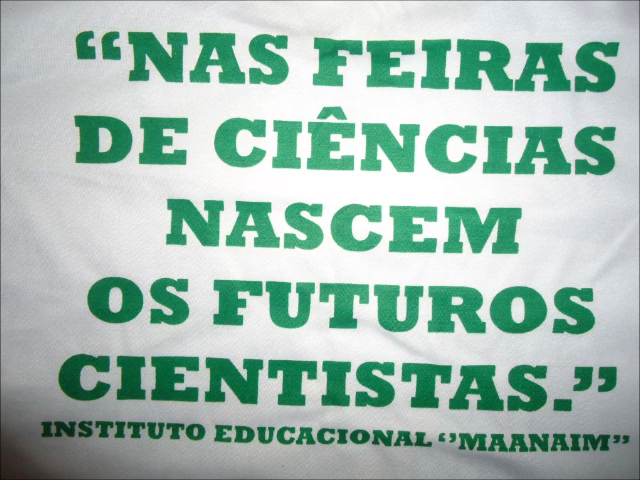 “NAS FEIRAS
DE CIÊNCIAS
NASCEM
OS FUTUROS
CIENTISTAS.”
INSTITUTO EDUCACIONAL “MAANAIM”